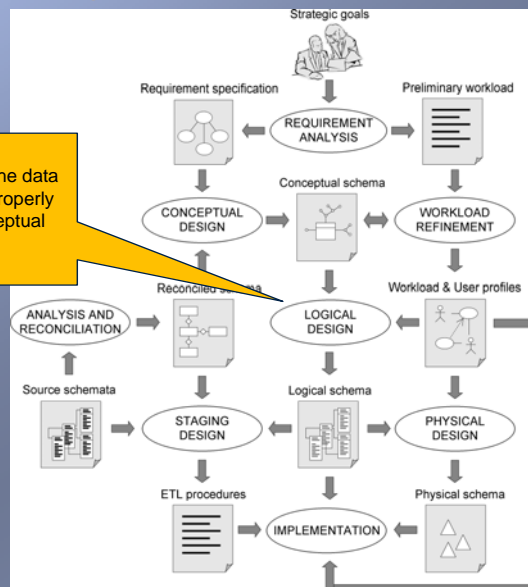 Strategic goals
Requirement specification
Preliminary workload
REQUIREMENT
ANALYSIS
he data
roperly
eptual
Conceptual schema
CONCEPTUAL
DESIGN
WORKLOAD
REFINEMENT
Reconciled schema
Workload & User profiles
ANALYSIS AND
RECONCILIATION
LOGICAL
DESIGN
Source schemata
Logical schema
STAGING
DESIGN
PHYSICAL
DESIGN
ETL procedures
Physical schema
IMPLEMENTATION